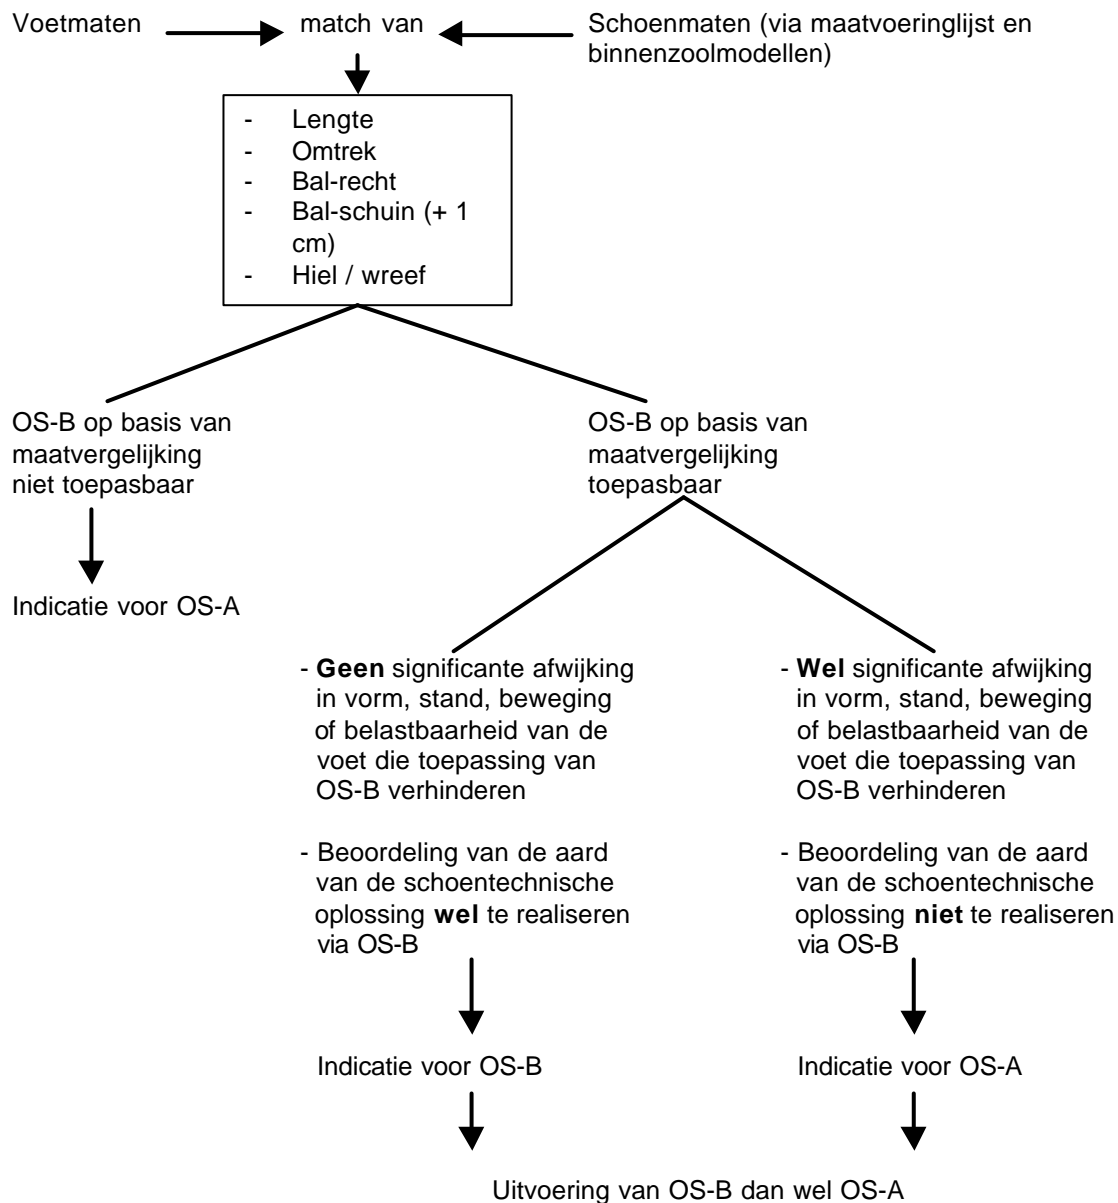 Voetmaten
match van
Schoenmaten (via maatvoeringlijst en
binnenzoolmodellen)
- Lengte
- Omtrek
- Bal-recht
- Bal-schuin (+ 1
cm)
- Hiel / wreef
OS-B op basis van
maatvergelijking
niet toepasbaar
OS-B op basis van
maatvergelijking
toepasbaar
Indicatie voor OS-A
- Geen significante afwijking
in vorm, stand, beweging
of belastbaarheid van de
voet die toepassing van
OS-B verhinderen
- Beoordeling van de aard
van de schoentechnische
oplossing wel te realiseren
via OS-B
Indicatie voor OS-B
- Wel significante afwijking
in vorm, stand, beweging
of belastbaarheid van de
voet die toepassing van
OS-B verhinderen
- Beoordeling van de aard
van de schoentechnische
oplossing niet te realiseren
via OS-B
Indicatie voor OS-A
Uitvoering van OS-B dan wel OS-A